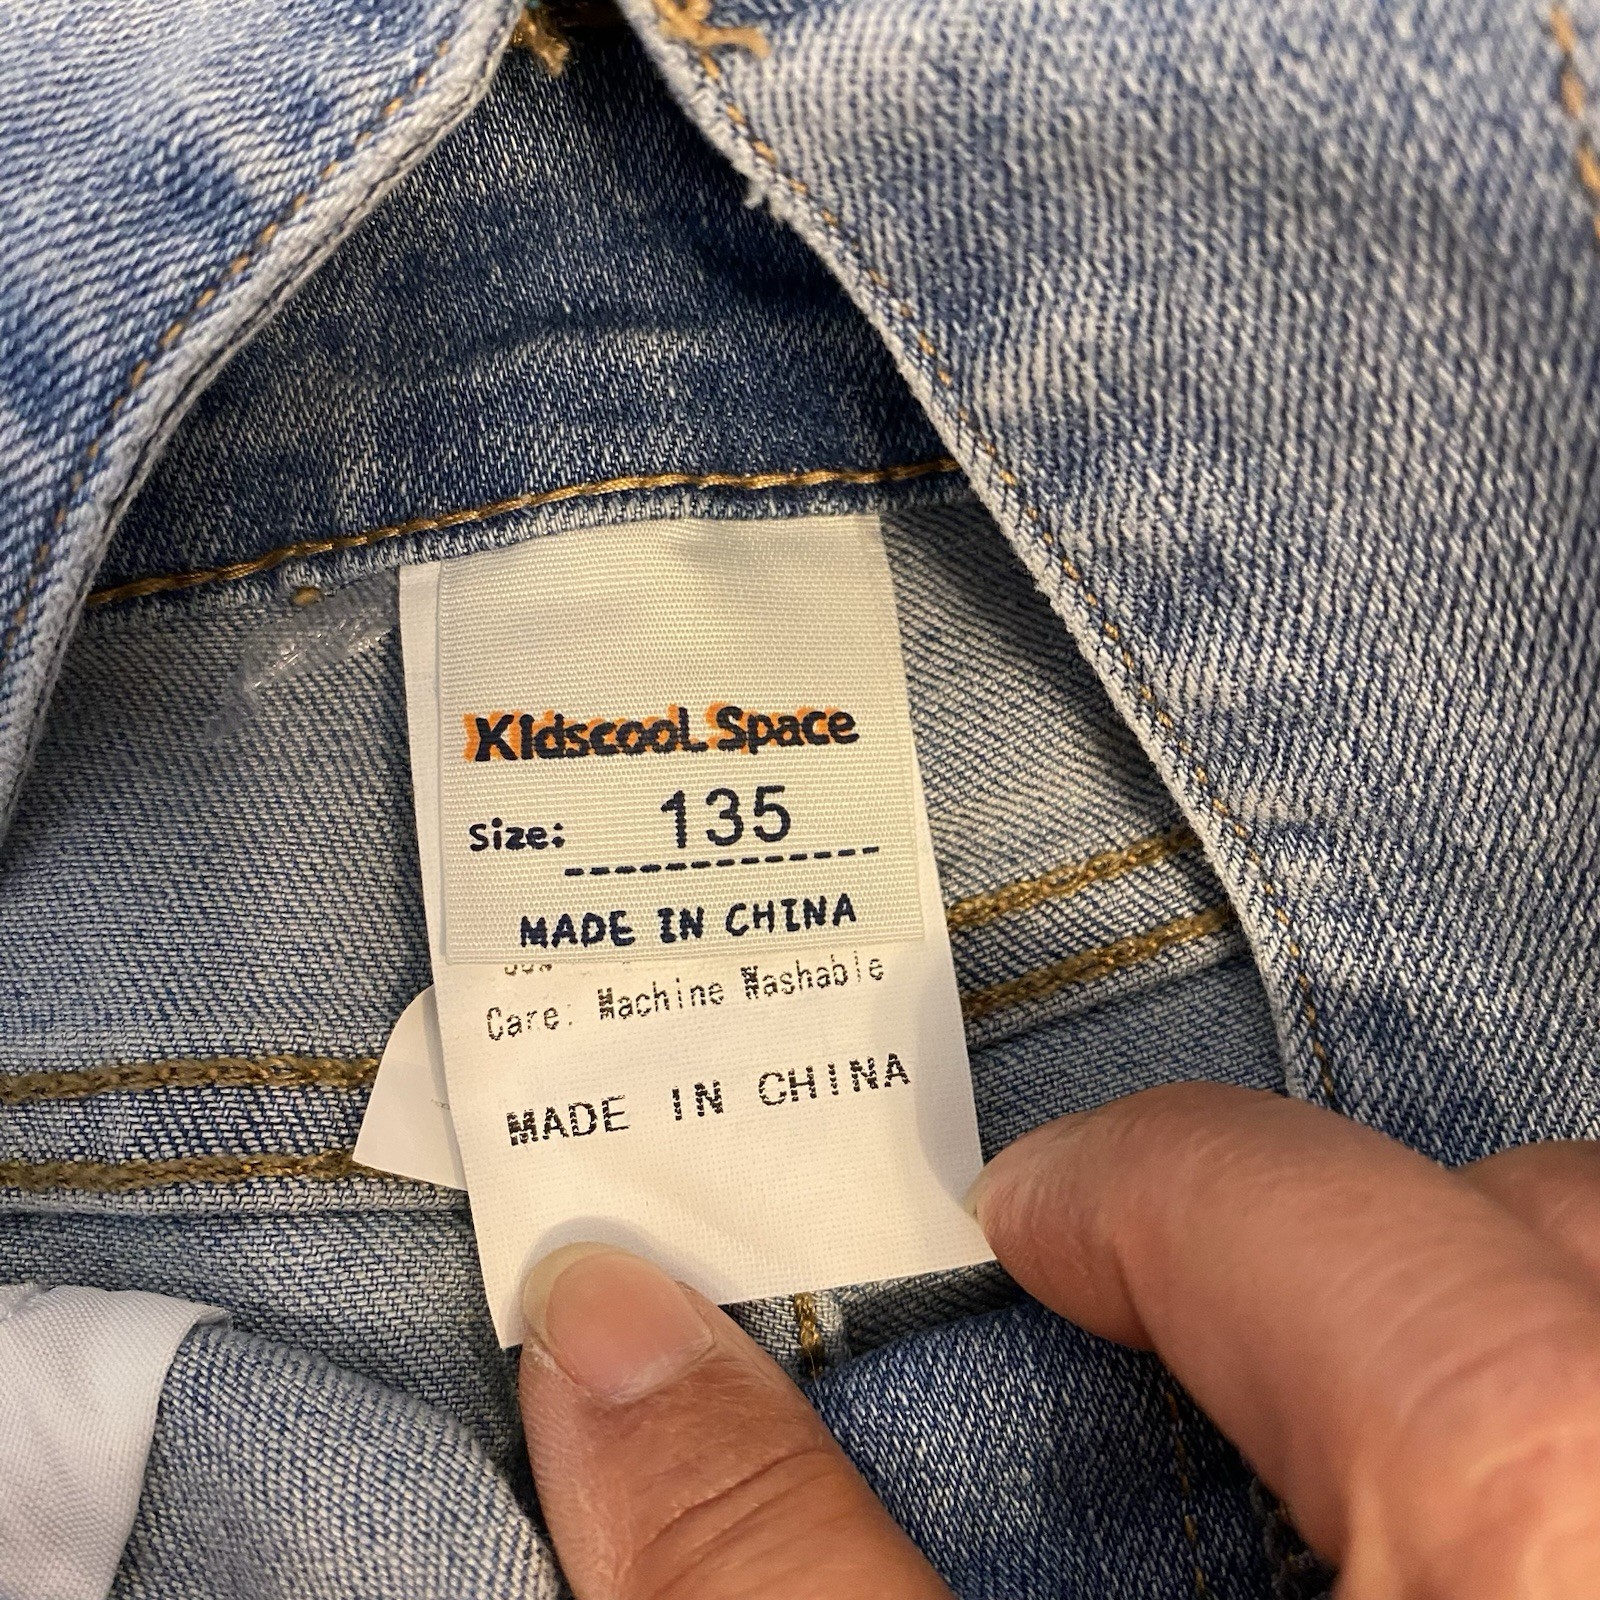 Kidscool Space
Size: 135
MADE IN CHINA
Care: Machine Washable
MADE IN CHINA